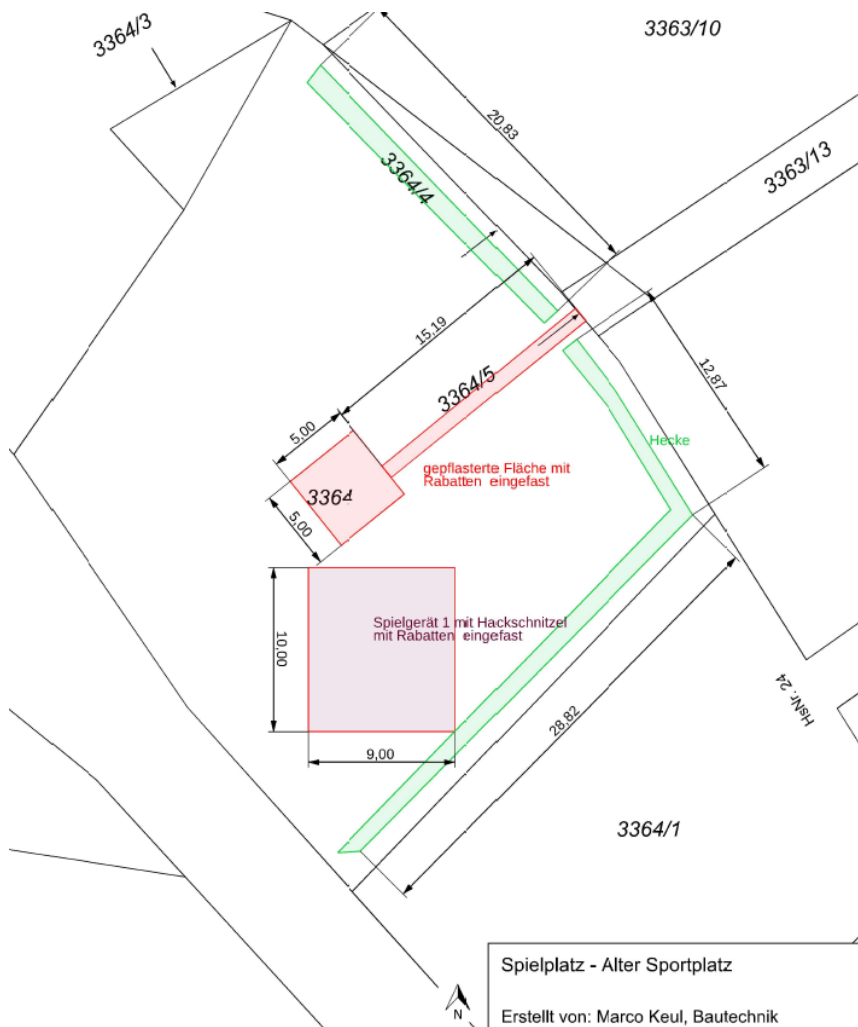 3364/3
3363/10
20,83
3363/13
3364/4
15,19
12,87
3364/5
5,00
Hecke
gepflasterte Fläche mit
Rabatten eingefast
3364
5,00
Spielgerät 1 mit Hackschnitzel
mit Rabatten eingefast
10,00
HsNr. 24
28,82
9,00
3364/1
Spielplatz - Alter Sportplatz
N
Erstellt von: Marco Keul, Bautechnik